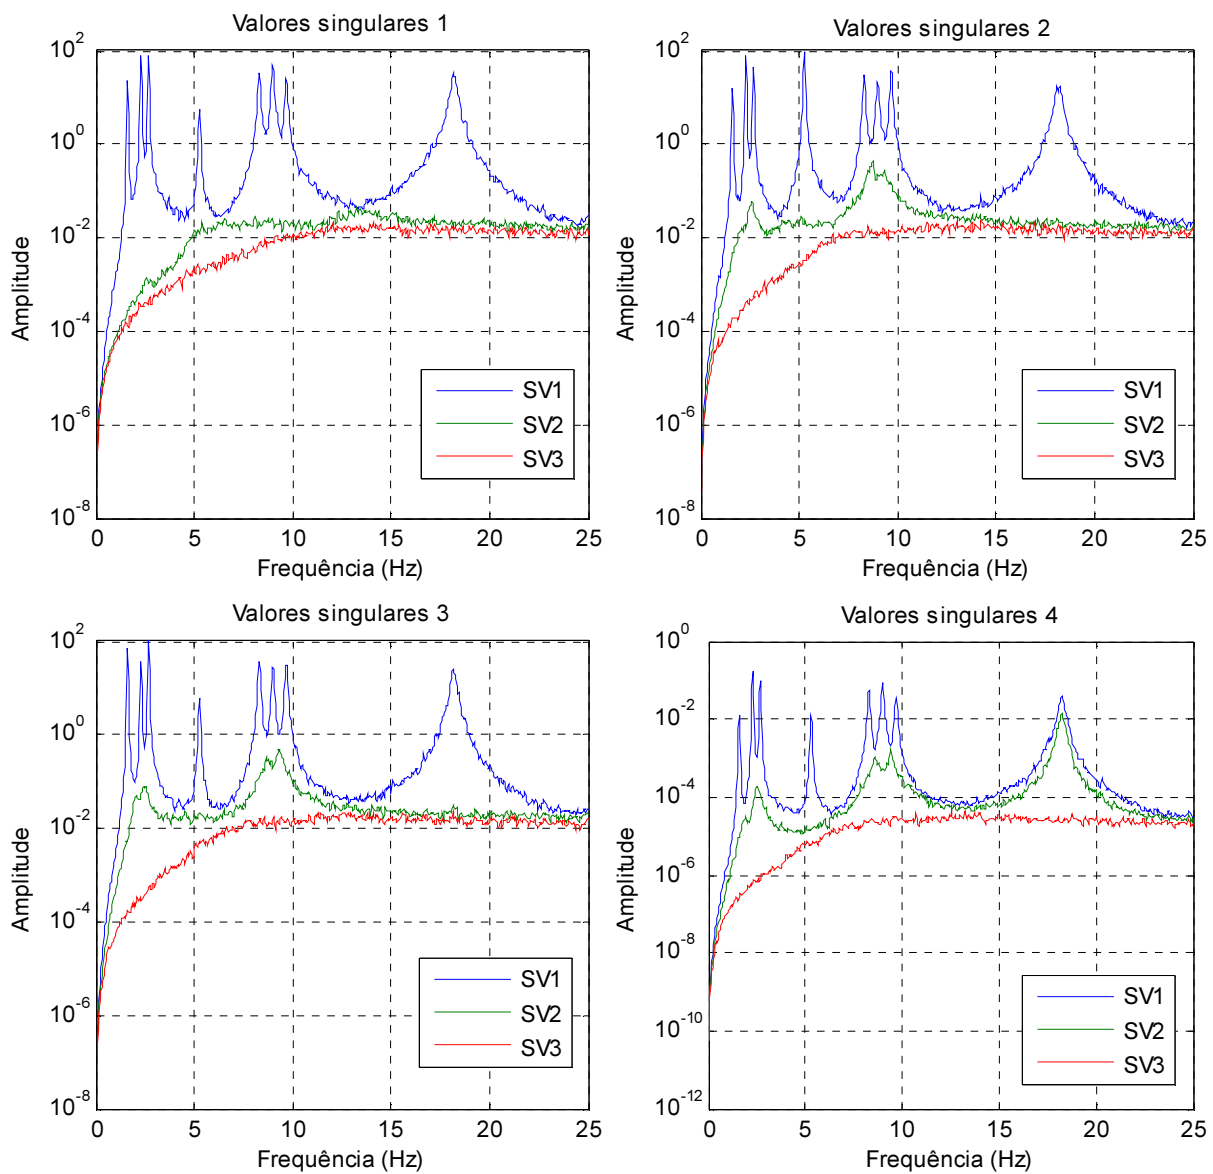 Valores singulares 1
10^2
10^0
10^-2
10^-4
10^-6
10^-8
Amplitude
0 5 10 15 20 25
Frequência (Hz)
SV1
SV2
SV3
Valores singulares 2
10^2
10^0
10^-2
10^-4
10^-6
10^-8
Amplitude
0 5 10 15 20 25
Frequência (Hz)
SV1
SV2
SV3
Valores singulares 3
10^2
10^0
10^-2
10^-4
10^-6
10^-8
Amplitude
0 5 10 15 20 25
Frequência (Hz)
SV1
SV2
SV3
Valores singulares 4
10^0
10^-2
10^-4
10^-6
10^-8
10^-10
10^-12
Amplitude
0 5 10 15 20 25
Frequência (Hz)
SV1
SV2
SV3